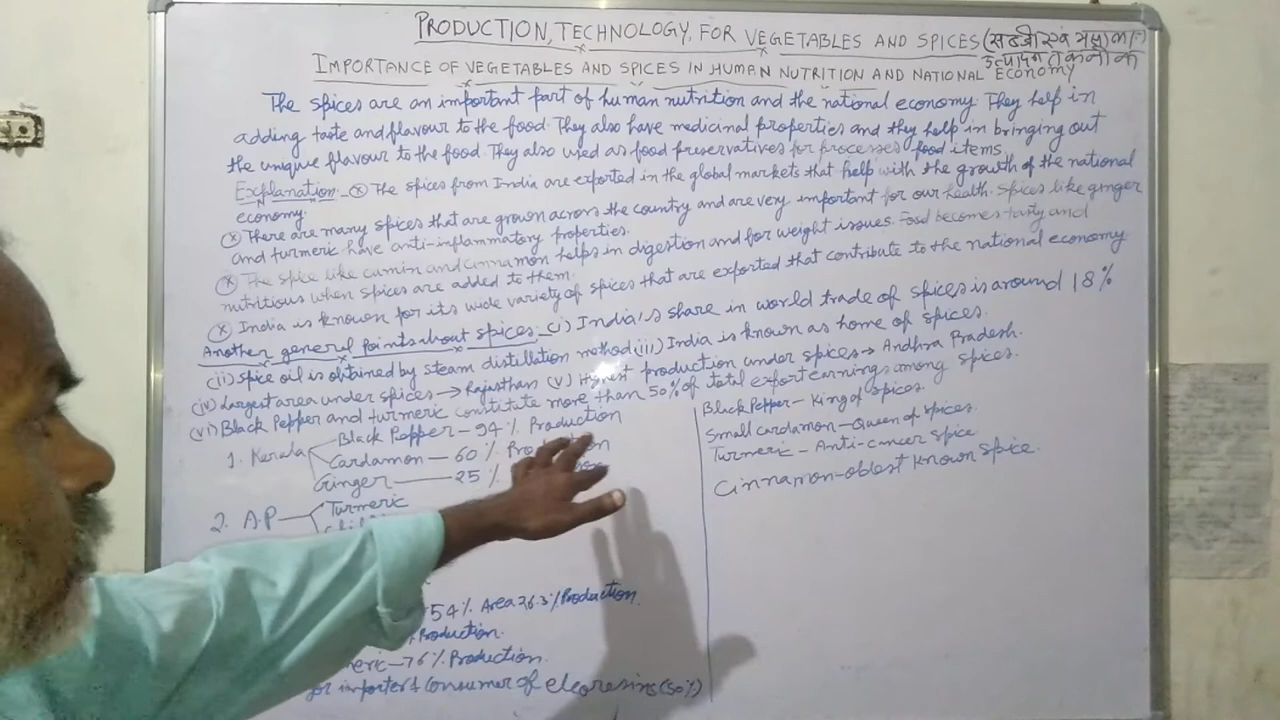 PRODUCTION, TECHNOLOGY, FOR VEGETABLES AND SPICES (सब्जी एवं मसालों की
उत्पादन तकनीक
IMPORTANCE OF VEGETABLES AND SPICES IN HUMAN NUTRITION AND NATIONAL ECONOMY
The spices are an important part of human nutrition and the national economy. They help in
adding taste and flavour to the food. They also have medicinal properties and they help in bringing out
the unique flavour to the food. They also used as food preservatives for processes food items.
Explanation:- ⊗ The spices from India are exported in the global markets that help with the growth of the national
economy.
⊗ There are many spices that are grown across the country and are very important for our health. Spices like ginger
and turmeric have anti-inflammatory properties.
⊗ The spice like cumin and cinnamon helps in digestion and for weight issues. Food becomes tasty and
nutritious when spices are added to them.
⊗ India is known for its wide variety of spices that are exported that contribute to the national economy
Another general points about spices:- (i) India's share in world trade of spices is around 18%
(ii) Spice oil is obtained by steam distillation method (iii) India is known as home of spices.
(iv) Largest area under spices → Rajasthan (v) Highest production under spices → Andhra Pradesh.
(vi) Black Pepper and turmeric constitute more than 50% of total export earnings among spices.
1. Kerala
Black Pepper - 94% Production
Cardamon - 60%
Ginger - 25%
2. A.P
Turmeric
54% Area 26.3% Production
Production.
76% Production.
importer & Consumer of eleoresins (50%)
Black Pepper - King of spices
Small cardamon - Queen of spices.
Turmeric - Anti-cancer spice
Cinnamon - oldest known spice.